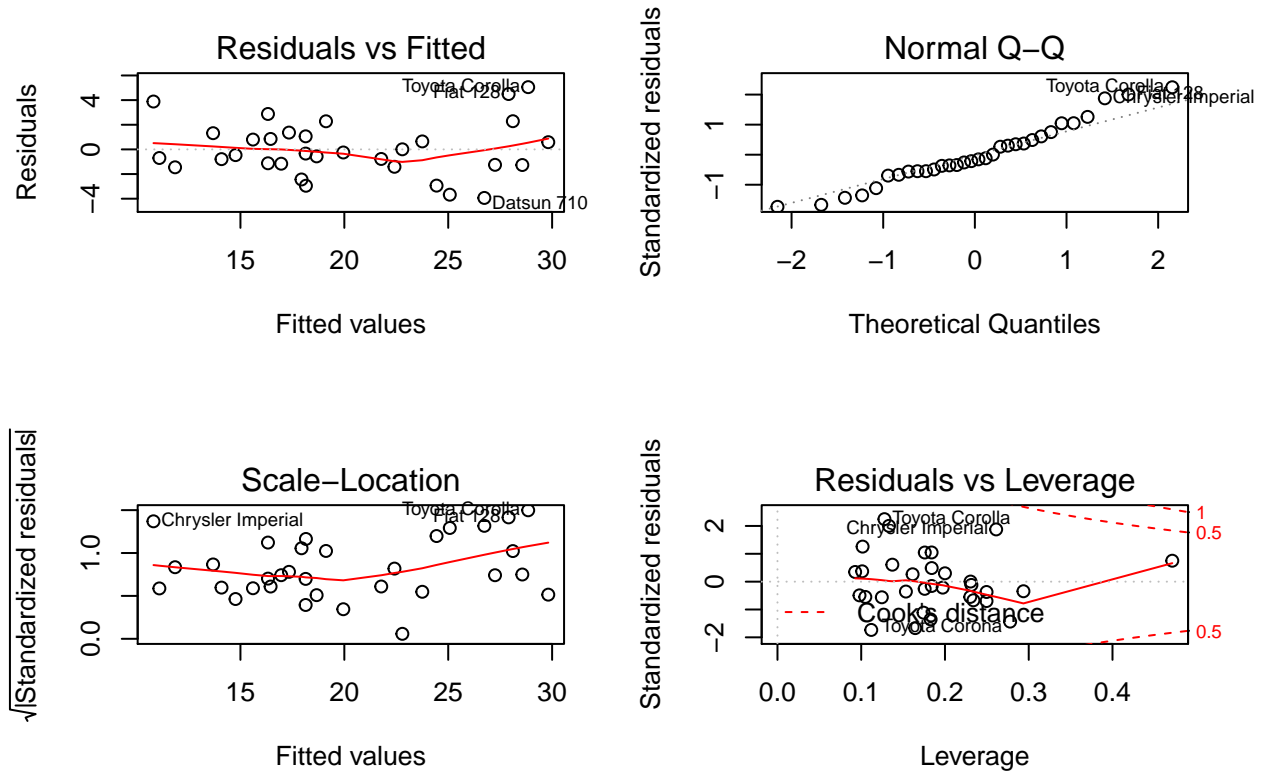 Residuals vs Fitted
Residuals
4
0
−4
Toyota Corolla
Fiat 128
Datsun 710
15 20 25 30
Fitted values
Normal Q−Q
Standardized residuals
1
−1
Toyota Corolla
Fiat 128
Chrysler Imperial
−2 −1 0 1 2
Theoretical Quantiles
Scale−Location
√|Standardized residuals|
1.0
0.0
Toyota Corolla
Fiat 128
Chrysler Imperial
15 20 25 30
Fitted values
Residuals vs Leverage
Standardized residuals
2
0
−2
Toyota Corolla
Chrysler Imperial
Cook's distance
Toyota Corona
1
0.5
0.5
0.0 0.1 0.2 0.3 0.4
Leverage